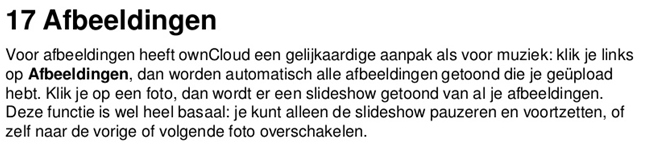 17 Afbeeldingen
Voor afbeeldingen heeft ownCloud een gelijkaardige aanpak als voor muziek: klik je links
op Afbeeldingen, dan worden automatisch alle afbeeldingen getoond die je geüpload
hebt. Klik je op een foto, dan wordt er een slideshow getoond van al je afbeeldingen.
Deze functie is wel heel basaal: je kunt alleen de slideshow pauzeren en voortzetten, of
zelf naar de vorige of volgende foto overschakelen.